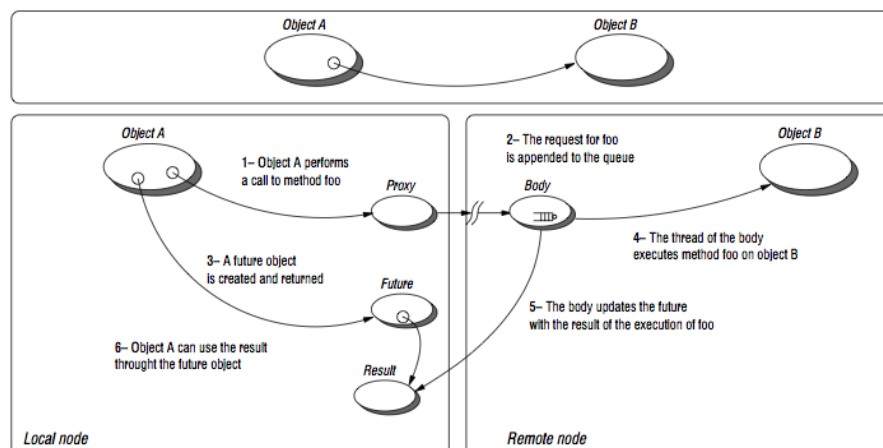 Object A
Object B
Object A
1– Object A performs
a call to method foo
Proxy
2– The request for foo
is appended to the queue
Body
Object B
3– A future object
is created and returned
4– The thread of the body
executes method foo on object B
Future
5– The body updates the future
with the result of the execution of foo
6– Object A can use the result
throught the future object
Result
Local node
Remote node